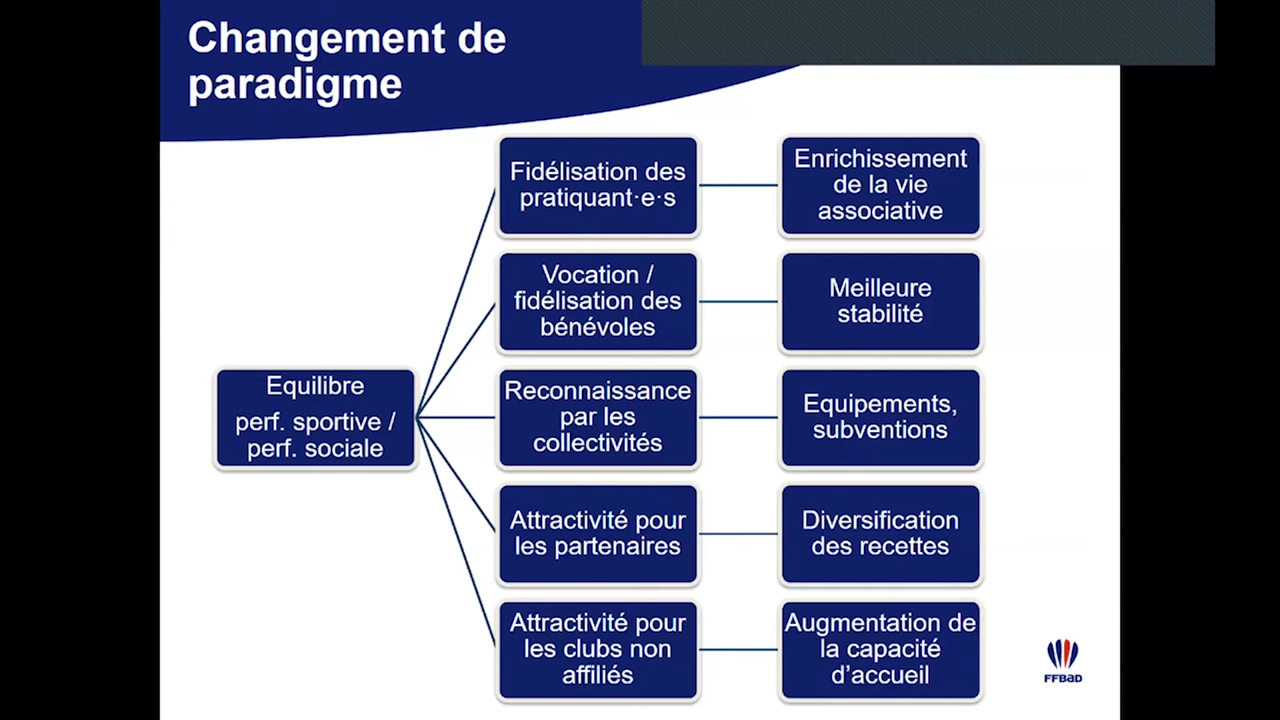 Changement de
paradigme
Equilibre
perf. sportive /
perf. sociale
Fidélisation des
pratiquant·e·s
Enrichissement
de la vie
associative
Vocation /
fidélisation des
bénévoles
Meilleure
stabilité
Reconnaissance
par les
collectivités
Equipements,
subventions
Attractivité pour
les partenaires
Diversification
des recettes
Attractivité pour
les clubs non
affiliés
Augmentation de
la capacité
d'accueil
FFBaD